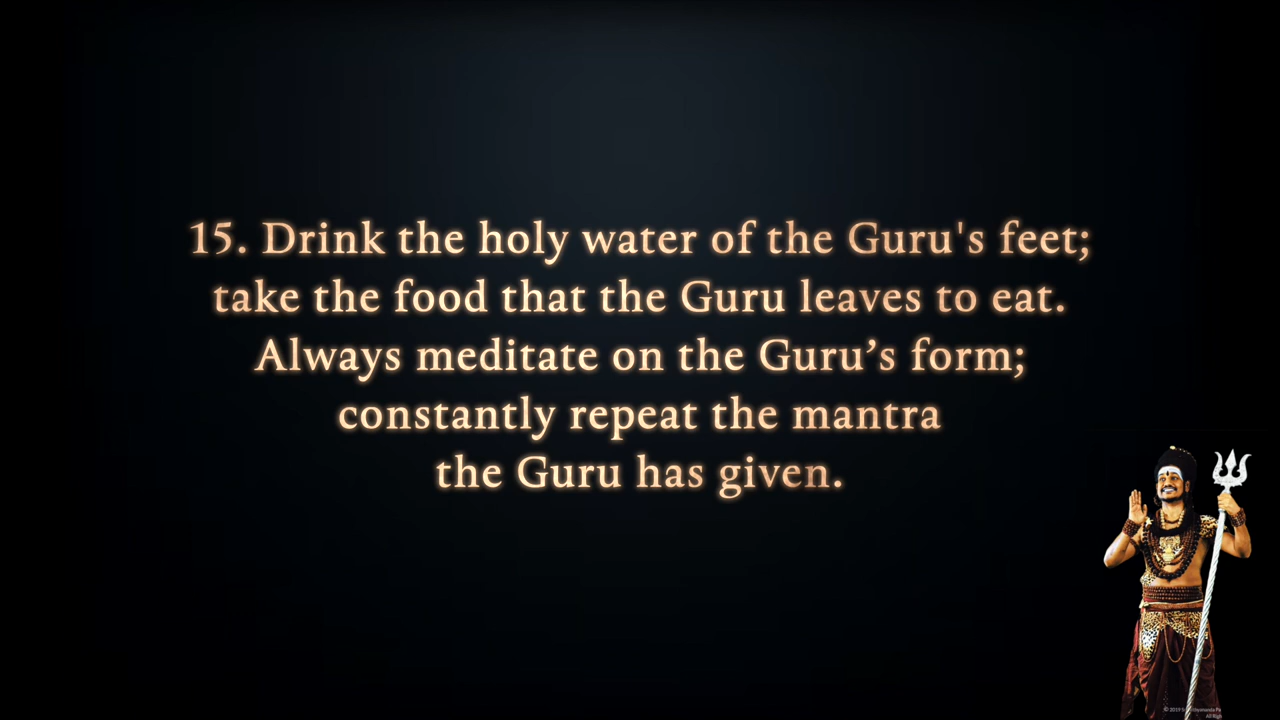 15. Drink the holy water of the Guru's feet;
take the food that the Guru leaves to eat.
Always meditate on the Guru’s form;
constantly repeat the mantra
the Guru has given.
© 2019